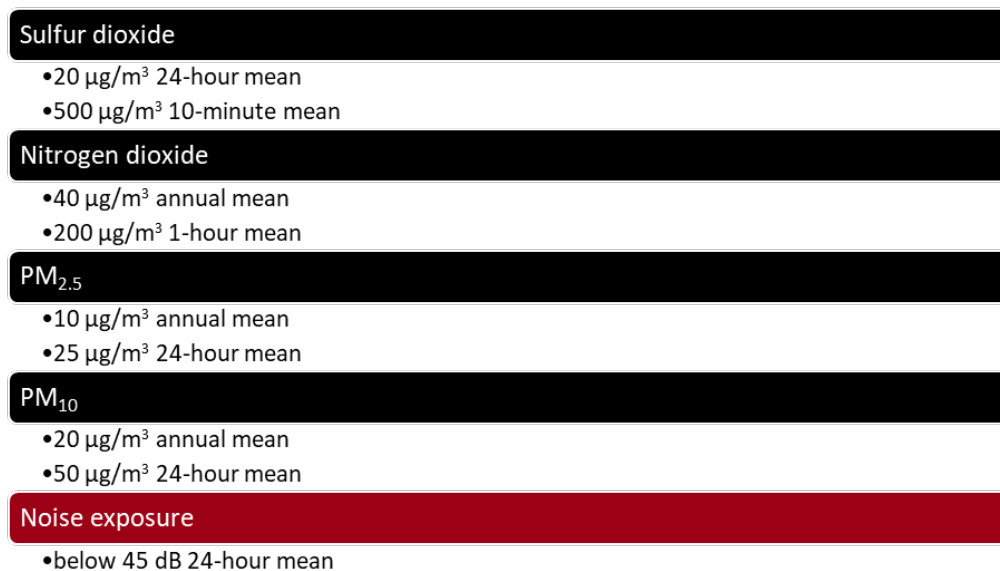 Sulfur dioxide
•20 µg/m³ 24-hour mean
•500 µg/m³ 10-minute mean
Nitrogen dioxide
•40 µg/m³ annual mean
•200 µg/m³ 1-hour mean
PM₂.₅
•10 µg/m³ annual mean
•25 µg/m³ 24-hour mean
PM₁₀
•20 µg/m³ annual mean
•50 µg/m³ 24-hour mean
Noise exposure
•below 45 dB 24-hour mean